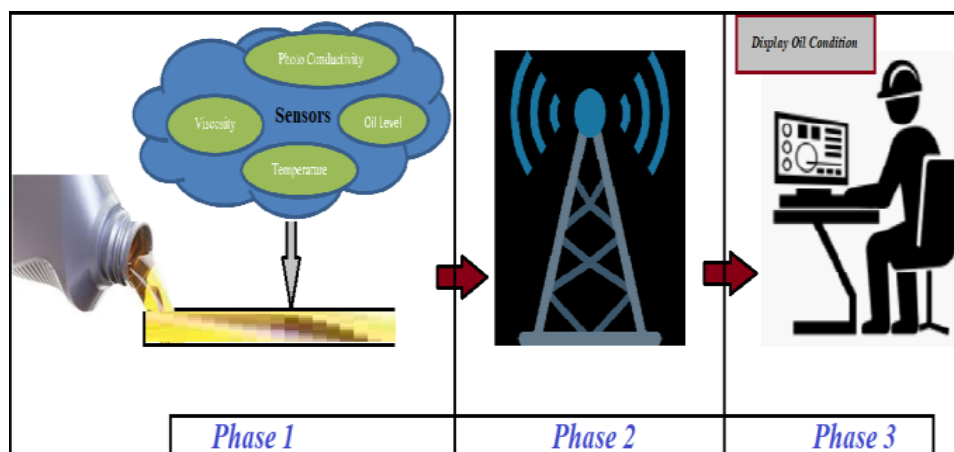 Display Oil Condition
Photo Conductivity
Sensors
Viscosity
Oil Level
Temperature
Phase 1
Phase 2
Phase 3